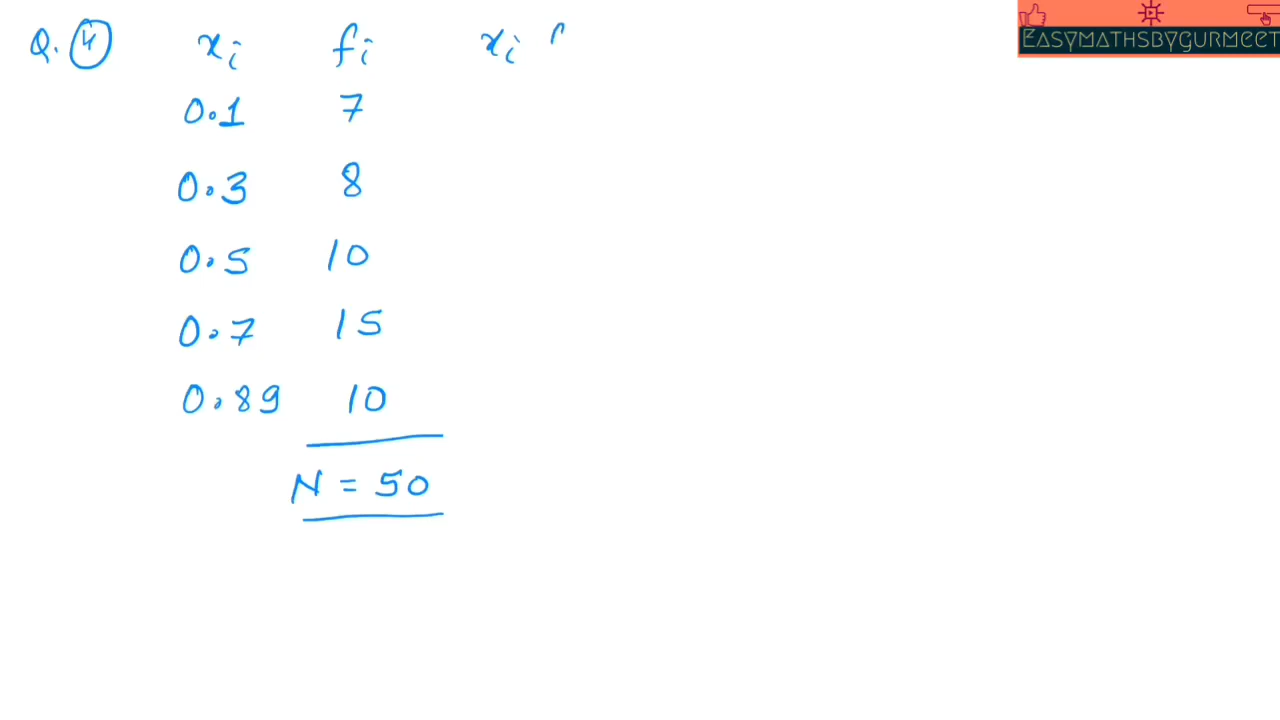 Q. 4 xi fi xi
EASYMATHSBYGURMEET
0.1 7
0.3 8
0.5 10
0.7 15
0.89 10
N = 50